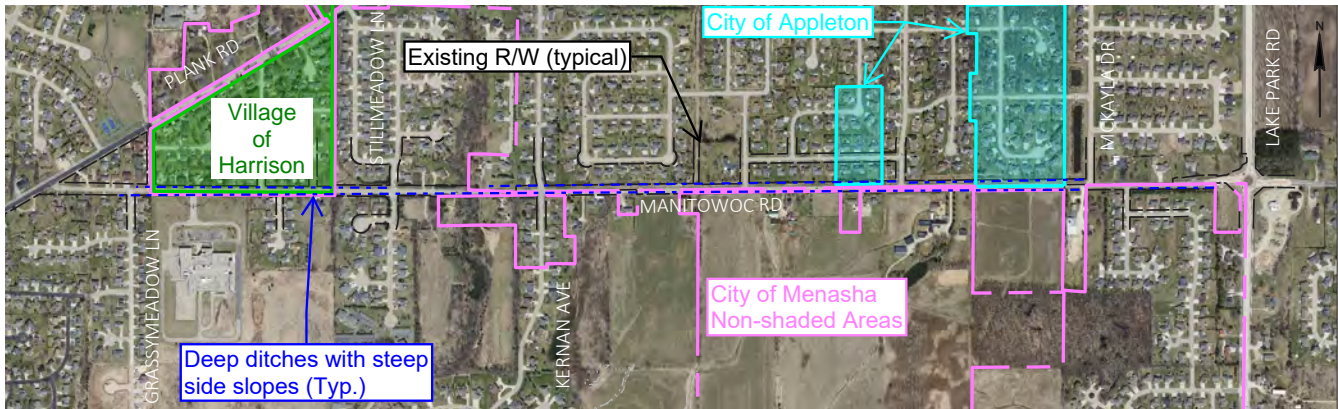 PLANK RD
Village
of
Harrison
STILLMEADOW LN
Existing R/W (typical)
City of Appleton
MCKAYLA DR
LAKE PARK RD
N
MANITOWOC RD
GRASSYMEADOW LN
Deep ditches with steep
side slopes (Typ.)
KERNAN AVE
City of Menasha
Non-shaded Areas